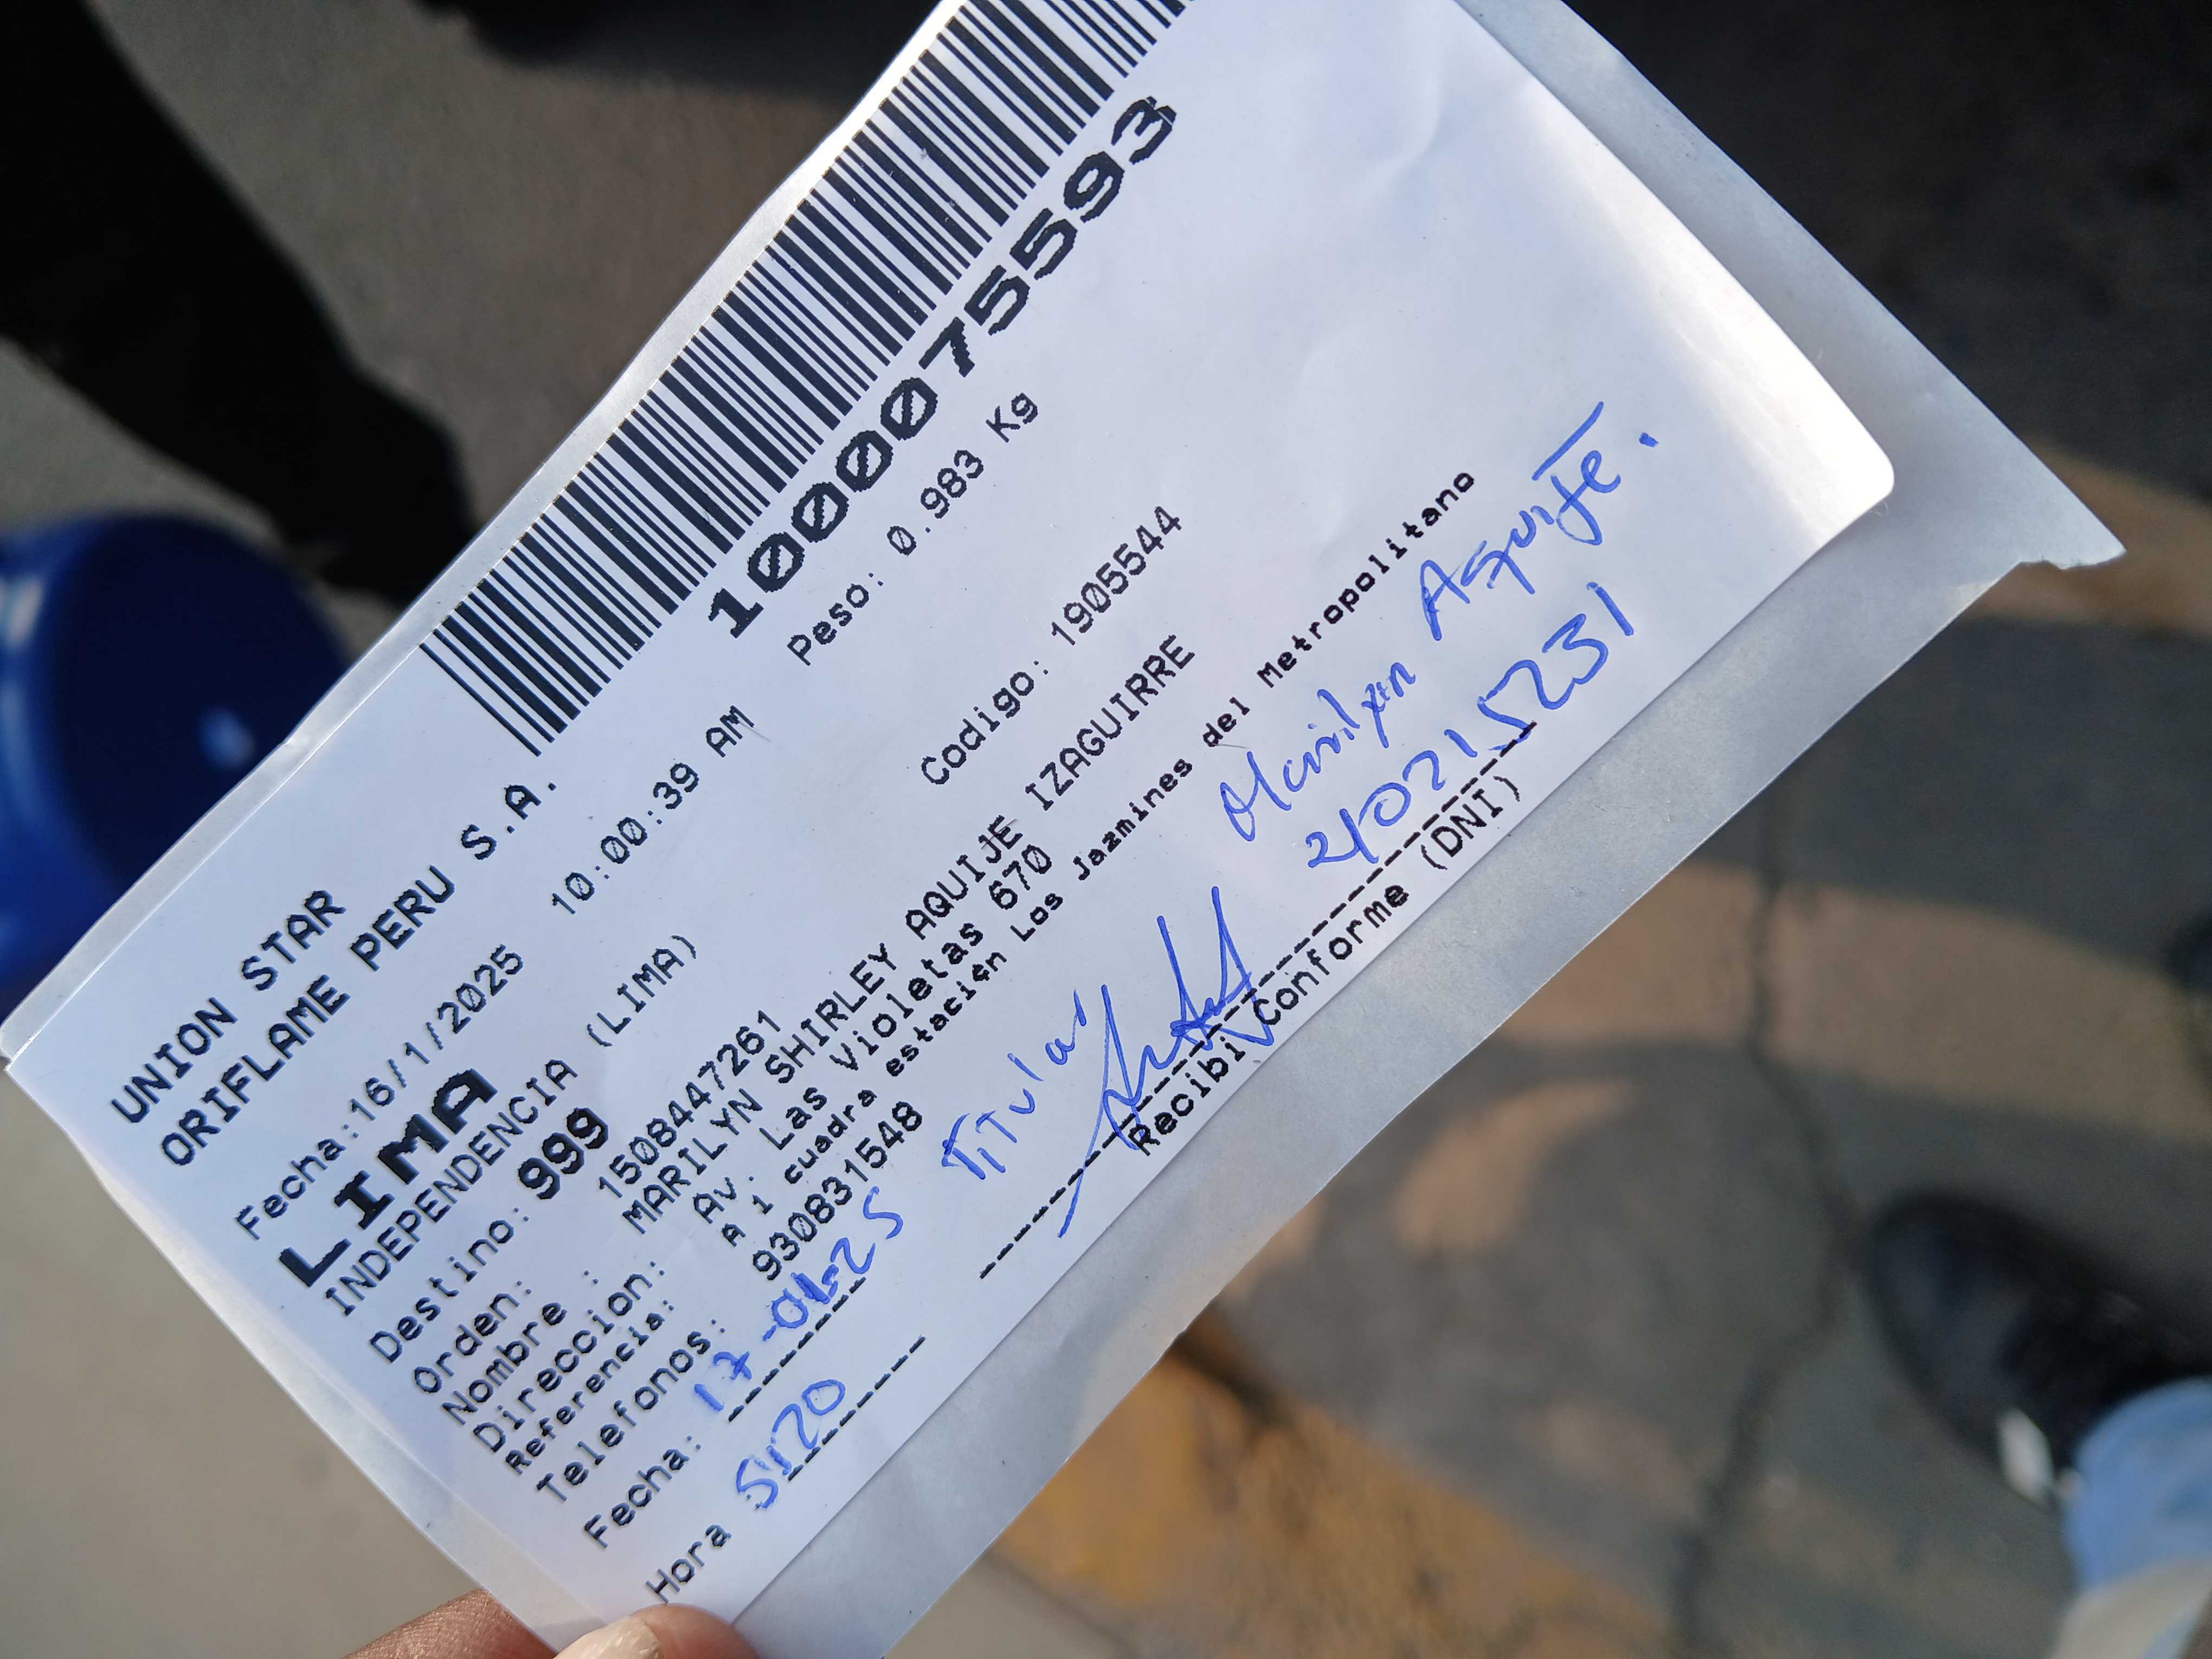 UNION STAR
ORIFLAME PERU S.A.
10000755593
Fecha:16/1/2025 10:00:39 AM Peso: 0.983 Kg
LIMA
INDEPENDENCIA (LIMA)
Destino: 999 Codigo: 1905544
Orden: 1508447261
Nombre : MARILYN SHIRLEY AQUIJE IZAGUIRRE
Direccion: Av. Las Violetas 670
Referencia: A 1 cuadra estación Los Jazmines del Metropolitano
Telefonos: 930831548
Marilyn Aquije.
Fecha: 17-01-25 Titular 210215231
Hora 5:20
Recibi Conforme (DNI)